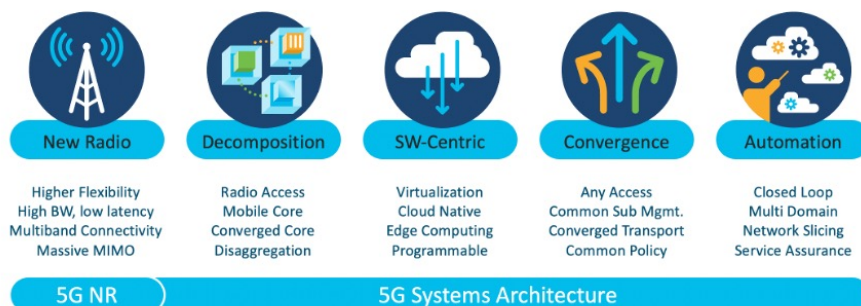 New Radio
Higher Flexibility
High BW, low latency
Multiband Connectivity
Massive MIMO
Decomposition
Radio Access
Mobile Core
Converged Core
Disaggregation
SW-Centric
Virtualization
Cloud Native
Edge Computing
Programmable
Convergence
Any Access
Common Sub Mgmt.
Converged Transport
Common Policy
Automation
Closed Loop
Multi Domain
Network Slicing
Service Assurance
5G NR
5G Systems Architecture